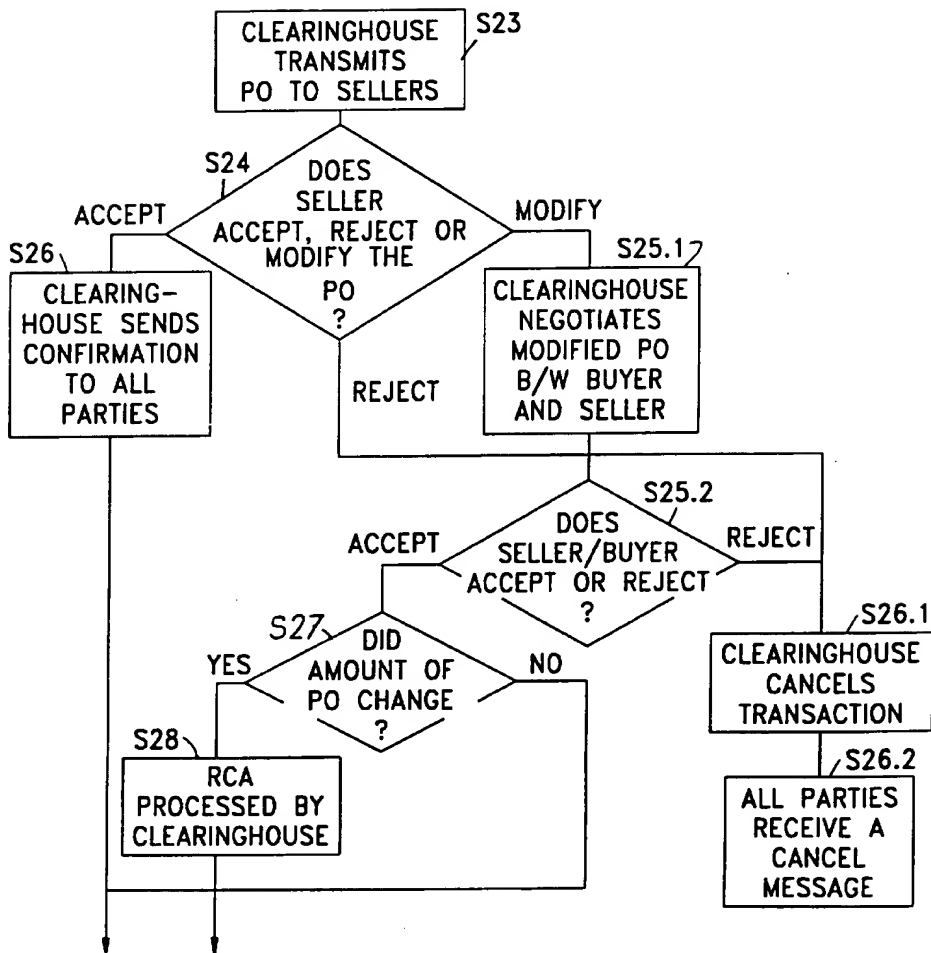 CLEARINGHOUSE
TRANSMITS
PO TO SELLERS
S23
S24
DOES
SELLER
ACCEPT, REJECT OR
MODIFY THE
PO
?
ACCEPT
MODIFY
REJECT
S26
CLEARING-
HOUSE SENDS
CONFIRMATION
TO ALL
PARTIES
S25.1
CLEARINGHOUSE
NEGOTIATES
MODIFIED PO
B/W BUYER
AND SELLER
S25.2
DOES
SELLER/BUYER
ACCEPT OR REJECT
?
ACCEPT
REJECT
S27
DID
AMOUNT OF
PO CHANGE
?
YES
NO
S26.1
CLEARINGHOUSE
CANCELS
TRANSACTION
S28
RCA
PROCESSED BY
CLEARINGHOUSE
S26.2
ALL PARTIES
RECEIVE A
CANCEL
MESSAGE